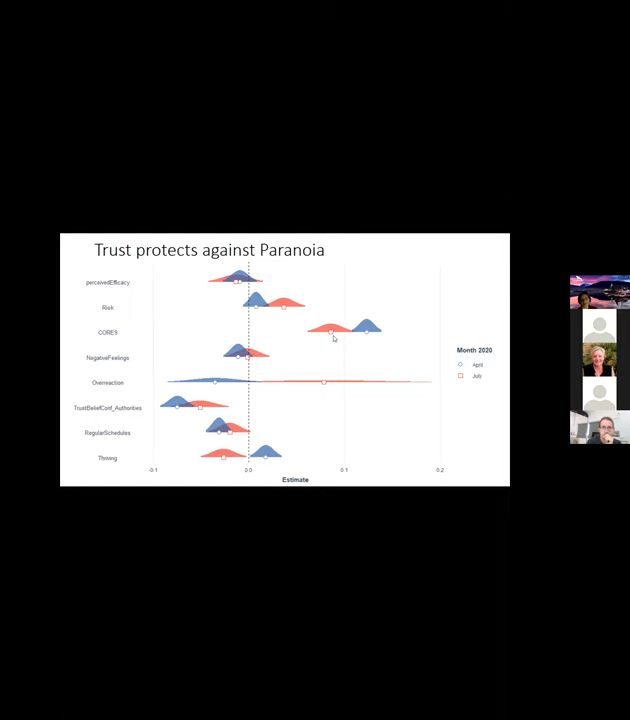 Trust protects against Paranoia
perceivedEfficacy
Risk
CORE9
NegativeFeelings
Overreaction
TrustBeliefConf_Authorities
RegularSchedules
Thriving
-0.1 0.0 0.1 0.2
Estimate
Month 2020
April
July